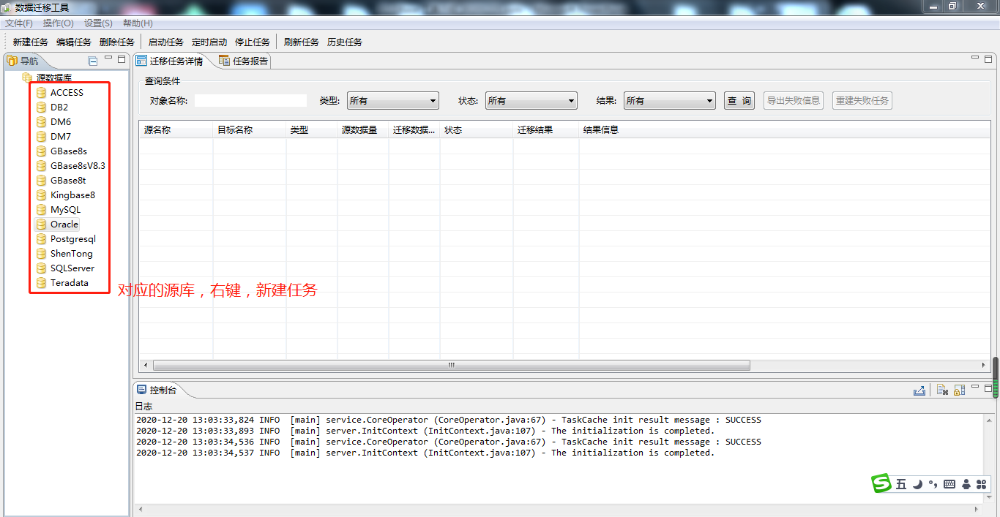 数据迁移工具
文件(F) 操作(O) 设置(S) 帮助(H)
新建任务 编辑任务 删除任务 启动任务 定时启动 停止任务 刷新任务 历史任务
导航
源数据库
ACCESS
DB2
DM6
DM7
GBase8s
GBase8sV8.3
GBase8t
Kingbase8
MySQL
Oracle
Postgresql
ShenTong
SQLServer
Teradata
对应的源库，右键，新建任务
迁移任务详情 任务报告
查询条件
对象名称: 类型: 所有 状态: 所有 结果: 所有 查 询 导出失败信息 重建失败任务
源名称 目标名称 类型 源数据量 迁移数据... 状态 迁移结果 结果信息
控制台
日志
2020-12-20 13:03:33,824 INFO [main] service.CoreOperator (CoreOperator.java:67) - TaskCache init result message : SUCCESS
2020-12-20 13:03:33,893 INFO [main] server.InitContext (InitContext.java:107) - The initialization is completed.
2020-12-20 13:03:34,536 INFO [main] service.CoreOperator (CoreOperator.java:67) - TaskCache init result message : SUCCESS
2020-12-20 13:03:34,537 INFO [main] server.InitContext (InitContext.java:107) - The initialization is completed.
S 五